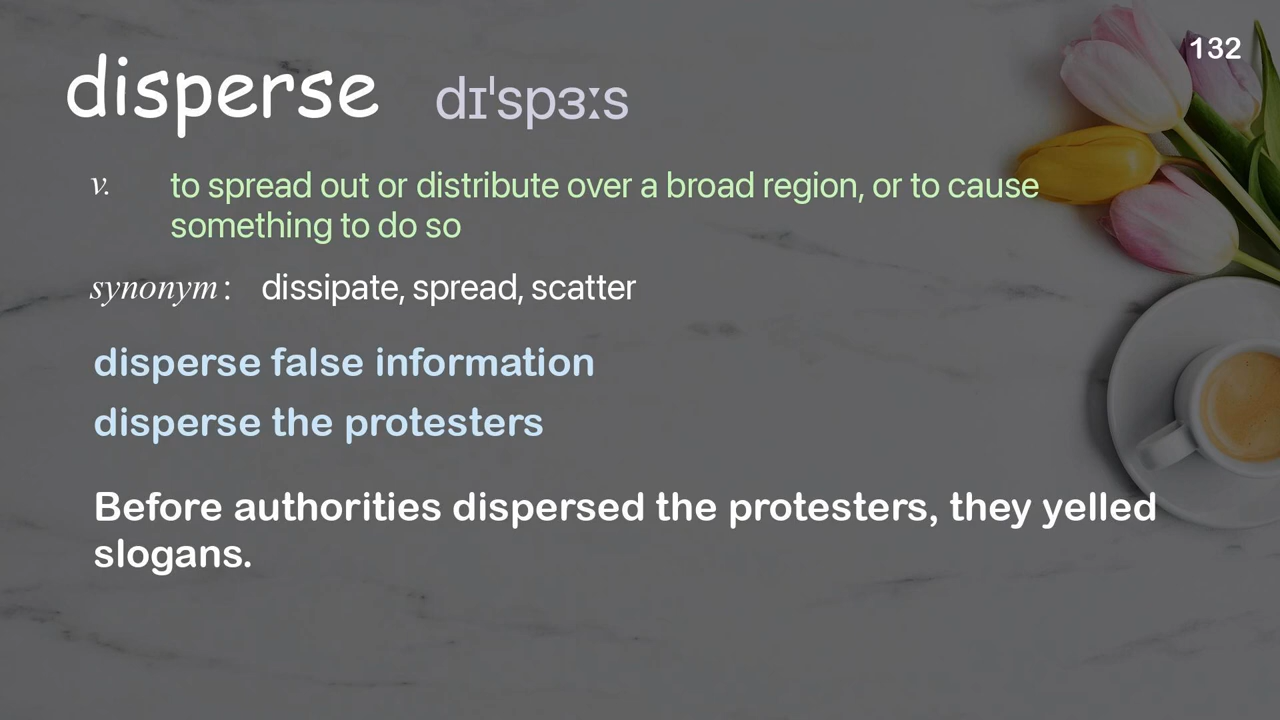 132
disperse dɪˈspɜːs
v. to spread out or distribute over a broad region, or to cause
something to do so
synonym : dissipate, spread, scatter
disperse false information
disperse the protesters
Before authorities dispersed the protesters, they yelled
slogans.